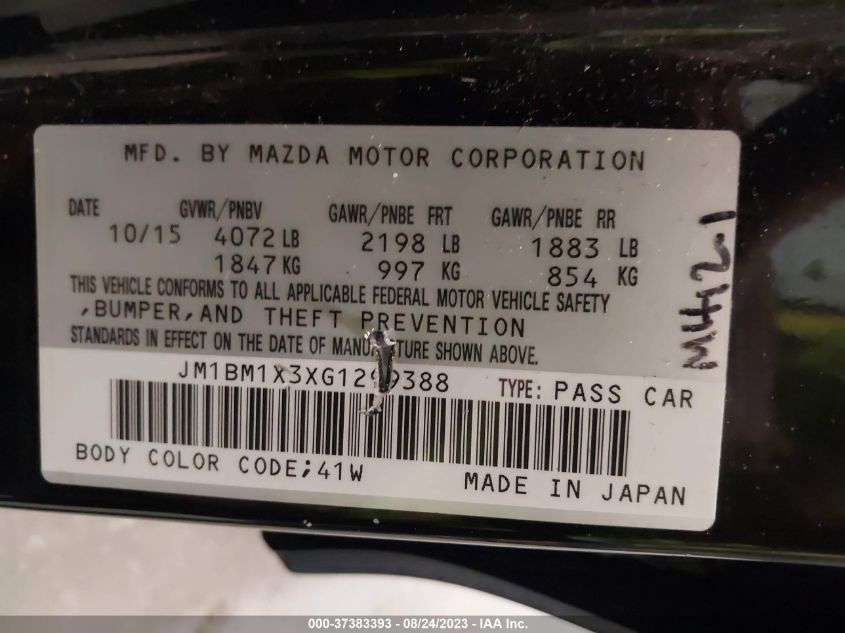 MFD. BY MAZDA MOTOR CORPORATION
DATE GVWR/PNBV GAWR/PNBE FRT GAWR/PNBE RR
10/15 4072 LB 2198 LB 1883 LB
1847 KG 997 KG 854 KG
THIS VEHICLE CONFORMS TO ALL APPLICABLE FEDERAL MOTOR VEHICLE SAFETY
,BUMPER,AND THEFT PREVENTION
STANDARDS IN EFFECT ON THE DATE OF MANUFACTURE SHOWN ABOVE.
TYPE: PASS CAR
BODY COLOR CODE;41W
MADE IN JAPAN
000-37383393 - 08/24/2023 - IAA Inc.